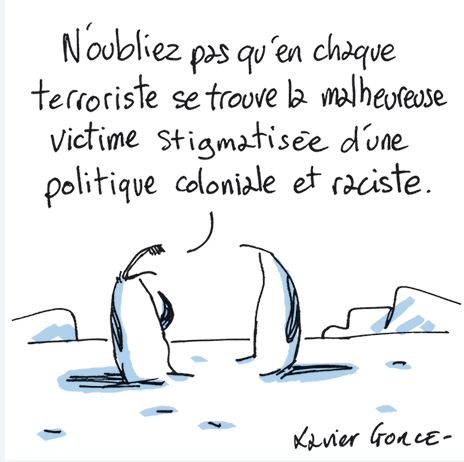 N'oubliez pas qu'en chaque
terroriste se trouve la malheureuse
victime stigmatisée d'une
politique coloniale et raciste.
Xavier GORCE-